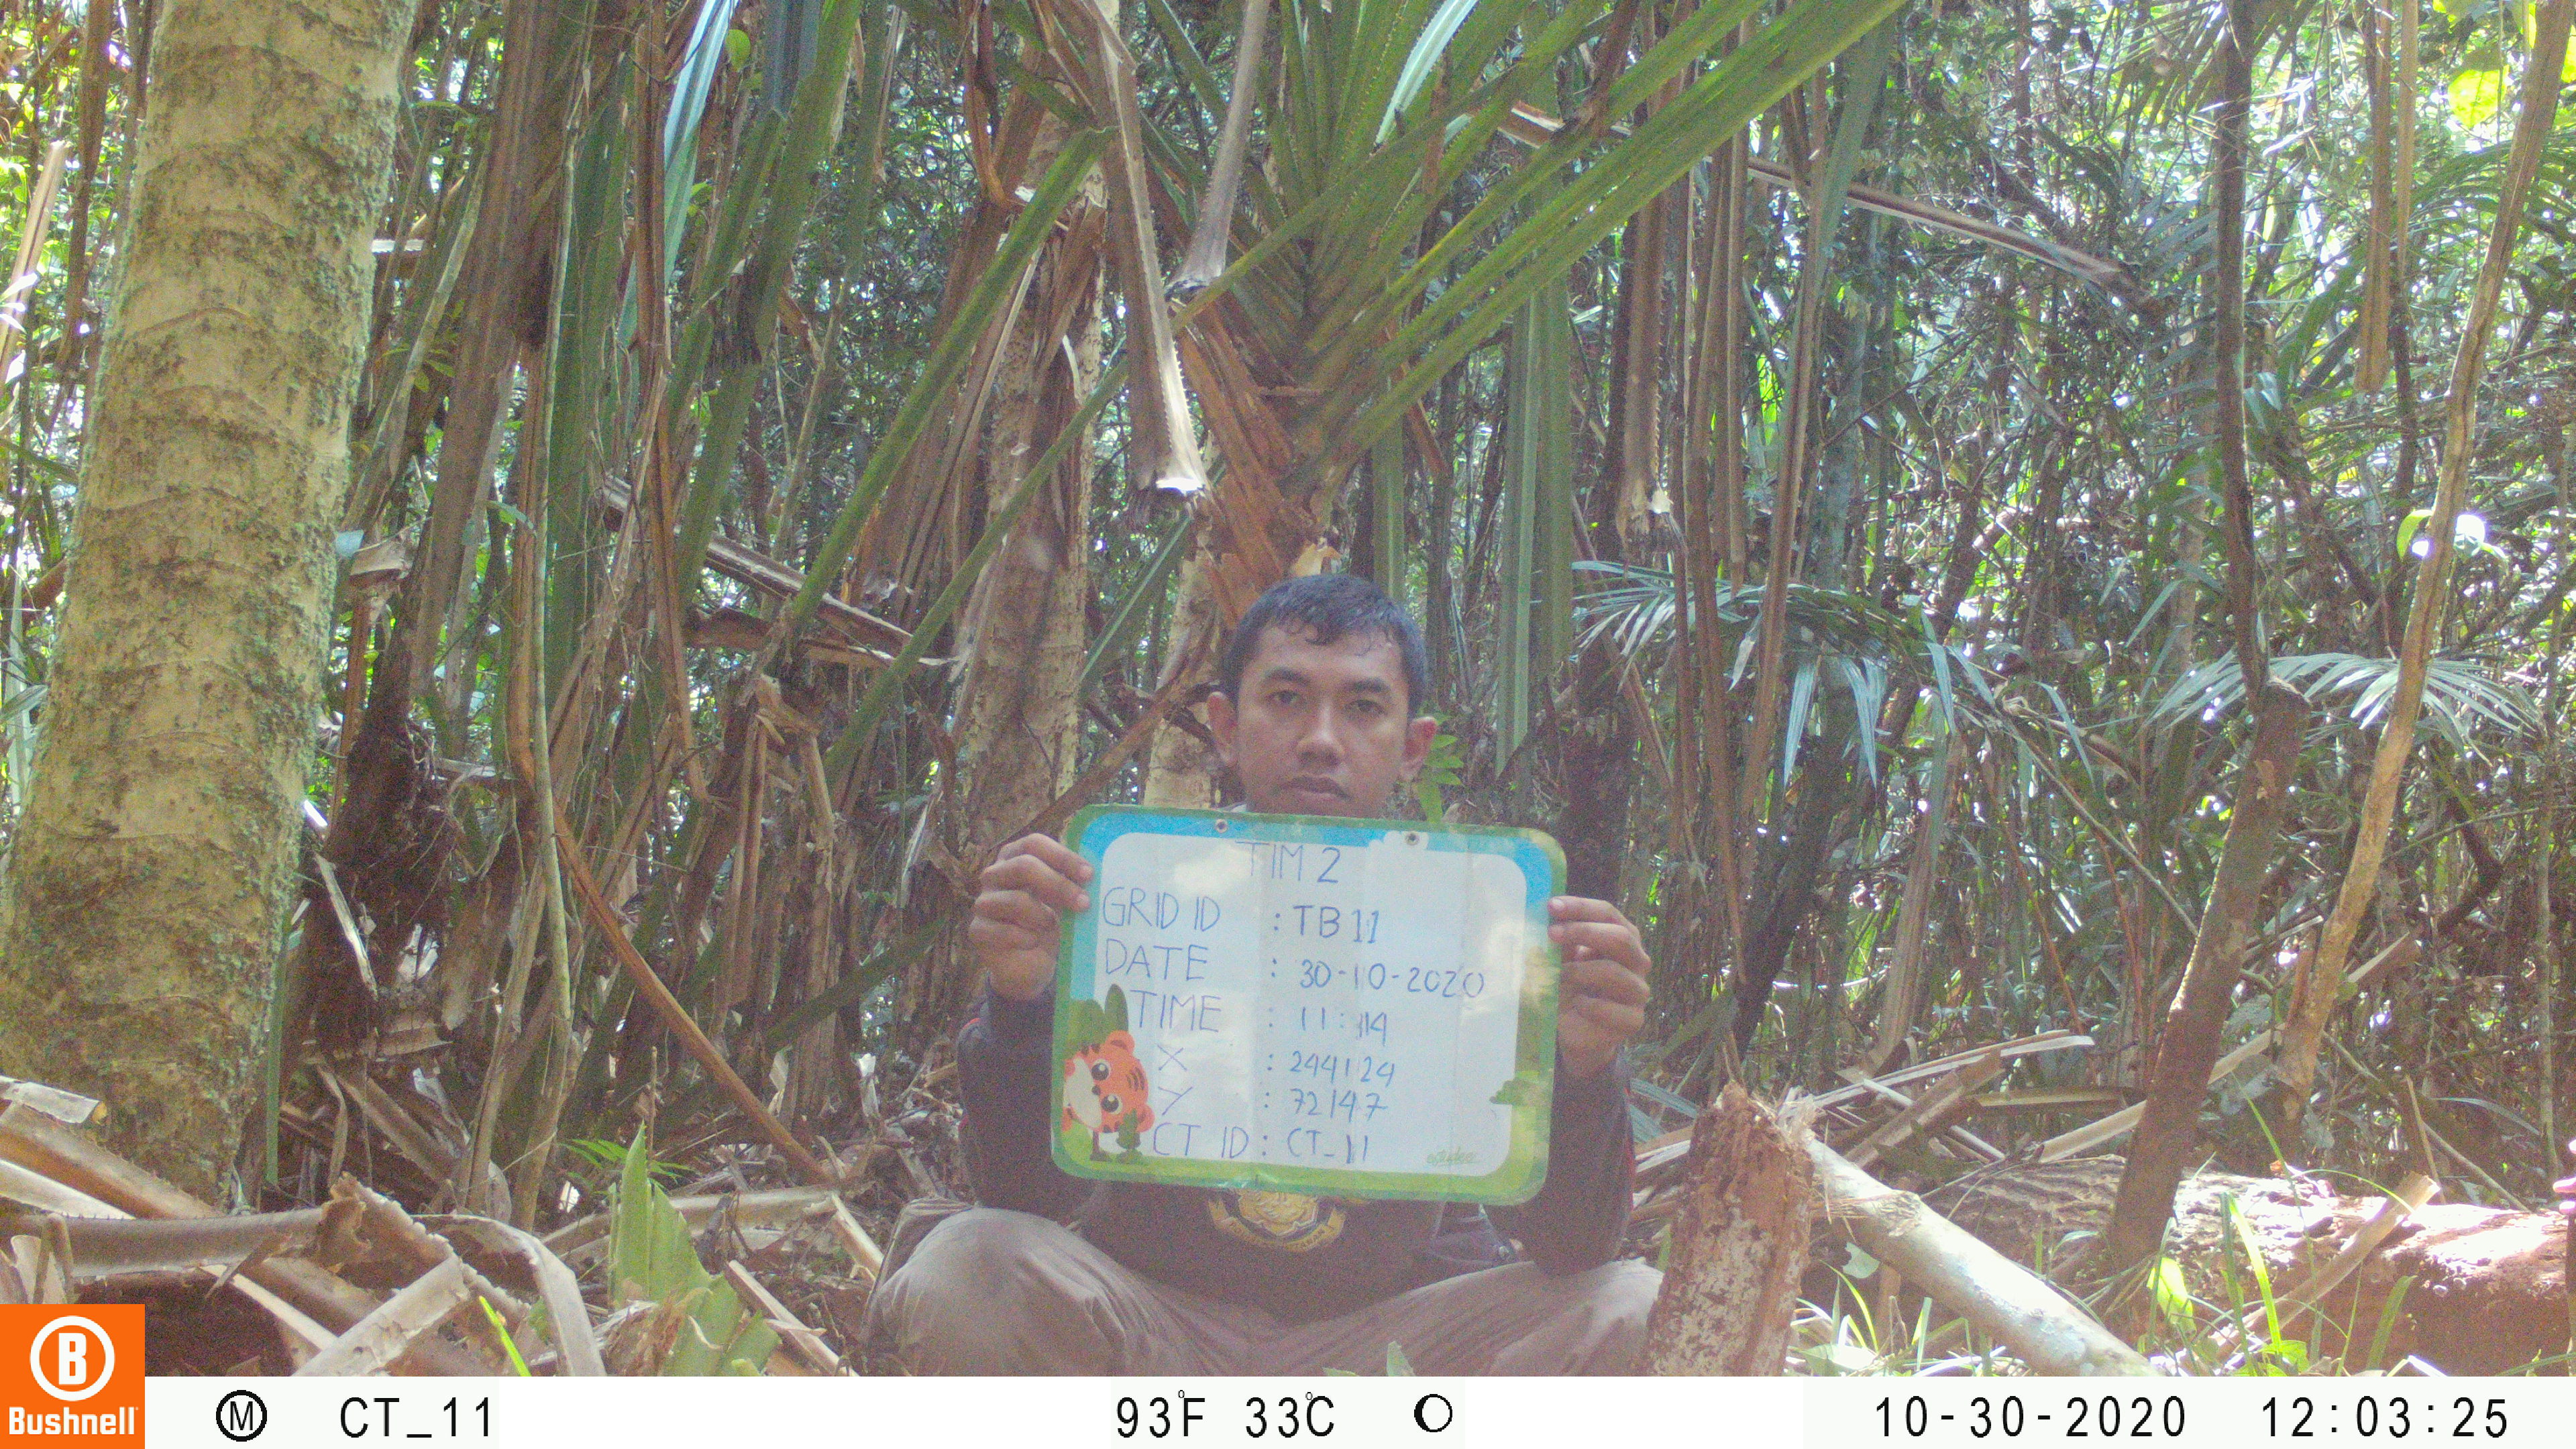 TIM 2
GRID ID : TB 11
DATE : 30-10-2020
TIME : 11:14
X : 244124
Y : 72147
CT ID : CT_11
B
Bushnell
M CT_11 93°F 33°C 10-30-2020 12:03:25